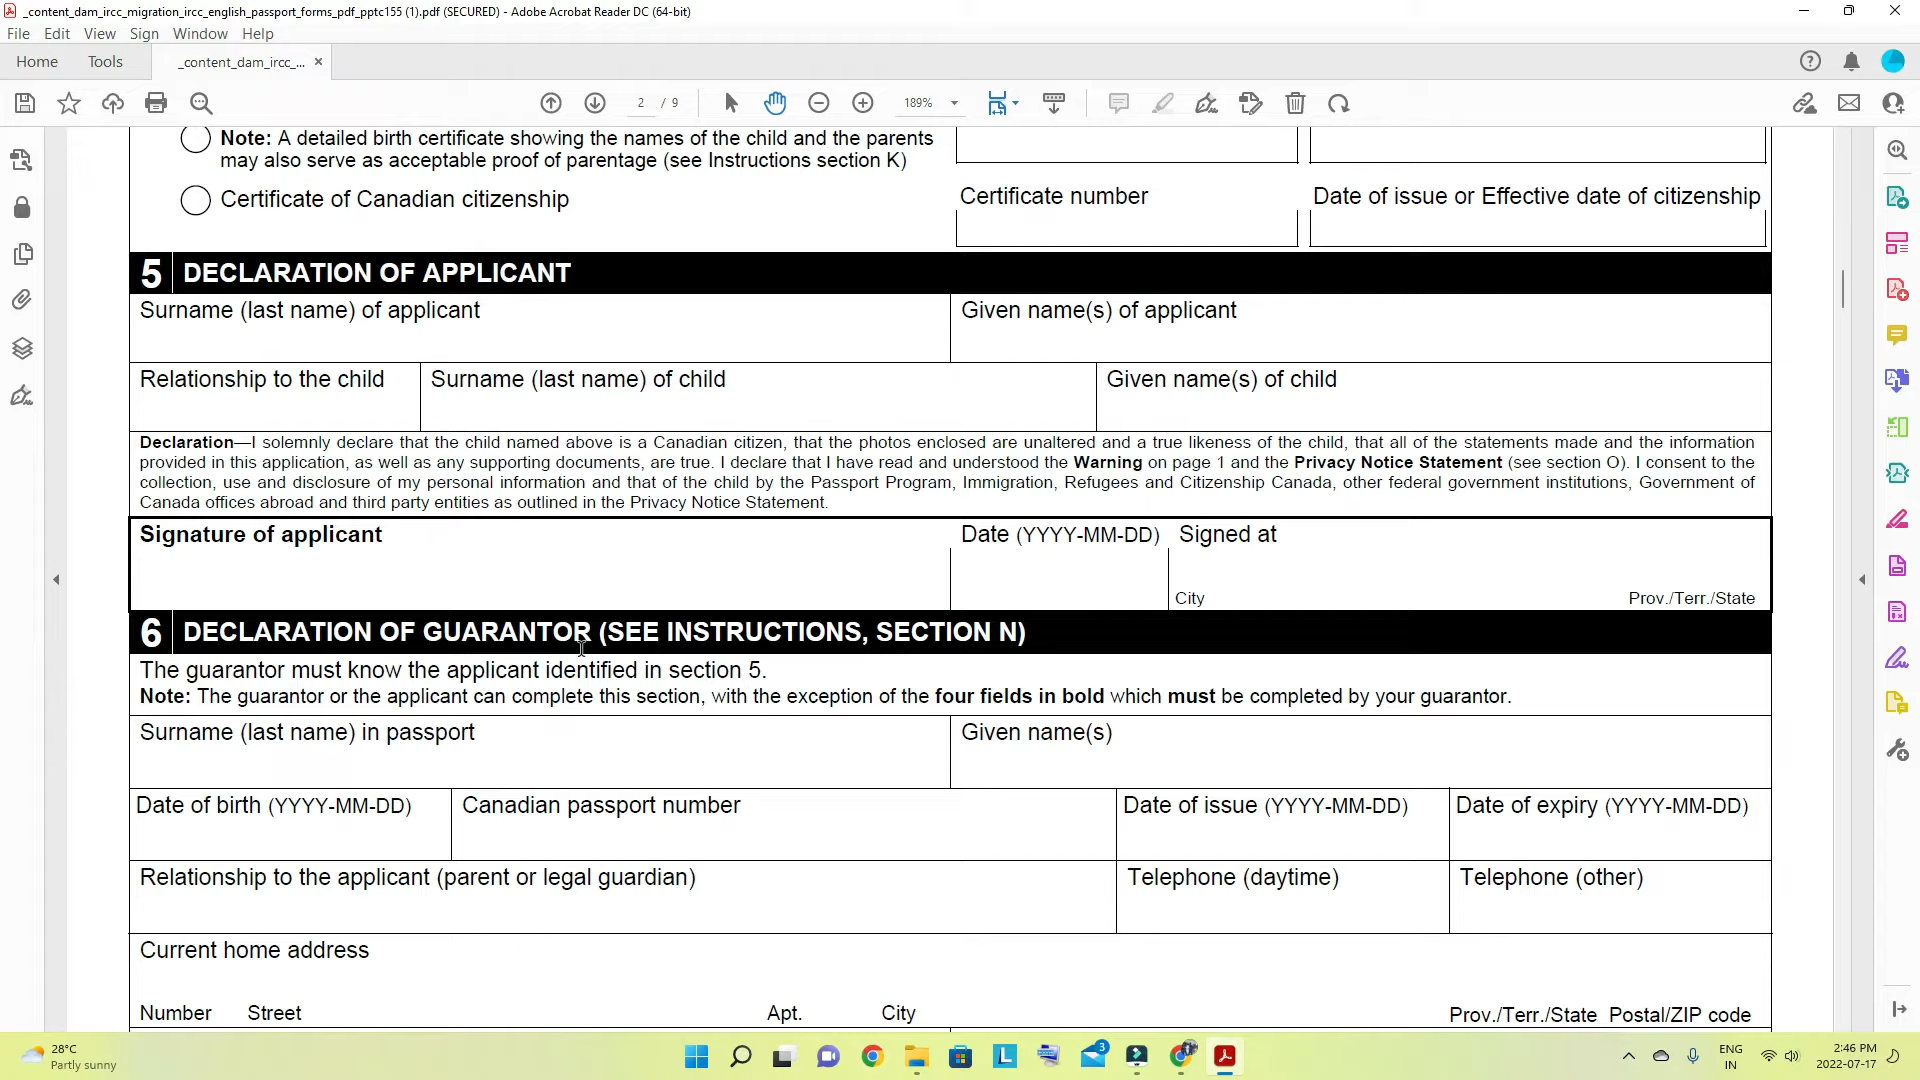 _content_dam_ircc_migration_ircc_english_passport_forms_pdf_pptc155 (1).pdf (SECURED) - Adobe Acrobat Reader DC (64-bit)
File Edit View Sign Window Help
Home Tools _content_dam_ircc_...
2 / 9 189%
Note: A detailed birth certificate showing the names of the child and the parents
may also serve as acceptable proof of parentage (see Instructions section K)
Certificate of Canadian citizenship Certificate number Date of issue or Effective date of citizenship
5 DECLARATION OF APPLICANT
Surname (last name) of applicant Given name(s) of applicant
Relationship to the child Surname (last name) of child Given name(s) of child
Declaration—I solemnly declare that the child named above is a Canadian citizen, that the photos enclosed are unaltered and a true likeness of the child, that all of the statements made and the information
provided in this application, as well as any supporting documents, are true. I declare that I have read and understood the Warning on page 1 and the Privacy Notice Statement (see section O). I consent to the
collection, use and disclosure of my personal information and that of the child by the Passport Program, Immigration, Refugees and Citizenship Canada, other federal government institutions, Government of
Canada offices abroad and third party entities as outlined in the Privacy Notice Statement.
Signature of applicant Date (YYYY-MM-DD) Signed at
City Prov./Terr./State
6 DECLARATION OF GUARANTOR (SEE INSTRUCTIONS, SECTION N)
The guarantor must know the applicant identified in section 5.
Note: The guarantor or the applicant can complete this section, with the exception of the four fields in bold which must be completed by your guarantor.
Surname (last name) in passport Given name(s)
Date of birth (YYYY-MM-DD) Canadian passport number Date of issue (YYYY-MM-DD) Date of expiry (YYYY-MM-DD)
Relationship to the applicant (parent or legal guardian) Telephone (daytime) Telephone (other)
Current home address
Number Street Apt. City Prov./Terr./State Postal/ZIP code
28°C
Partly sunny
3
L
ENG
IN
2:46 PM
2022-07-17